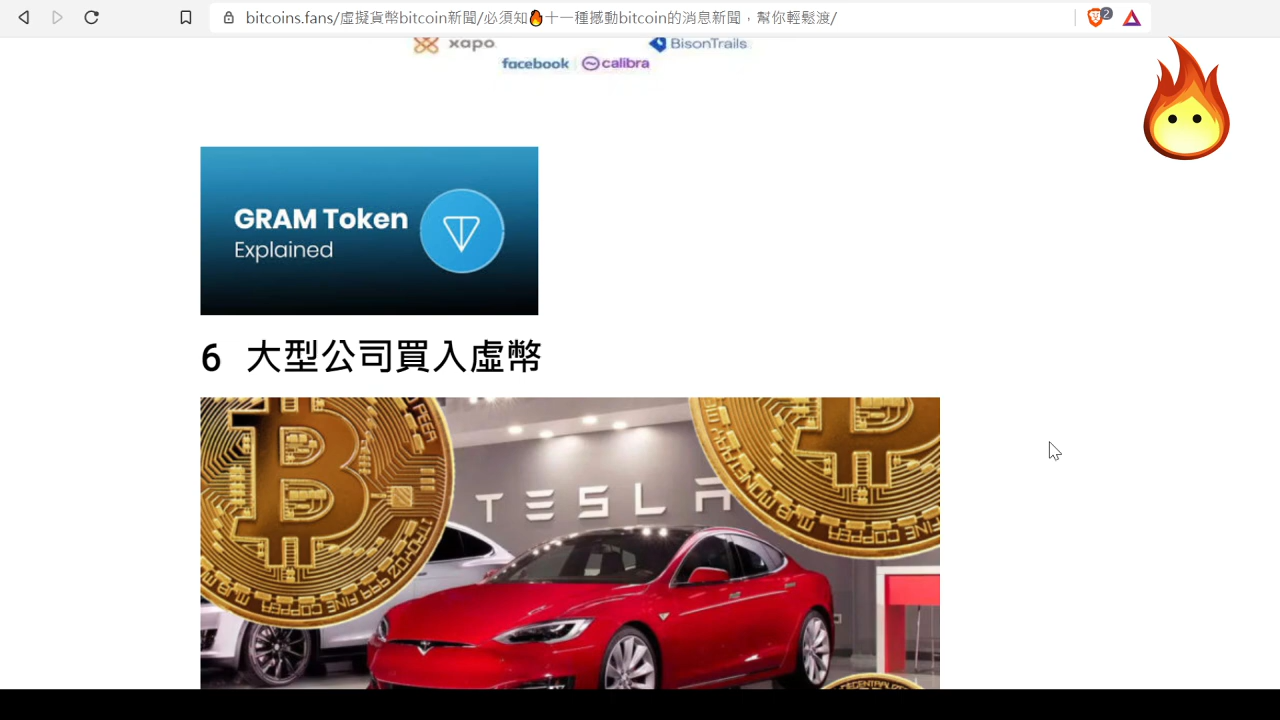 bitcoins.fans/虛擬貨幣bitcoin新聞/必須知🔥十一種撼動bitcoin的消息新聞，幫你輕鬆渡/
2
xapo
BisonTrails
facebook
calibra
GRAM Token
Explained
6 大型公司買入虛幣
TESLA